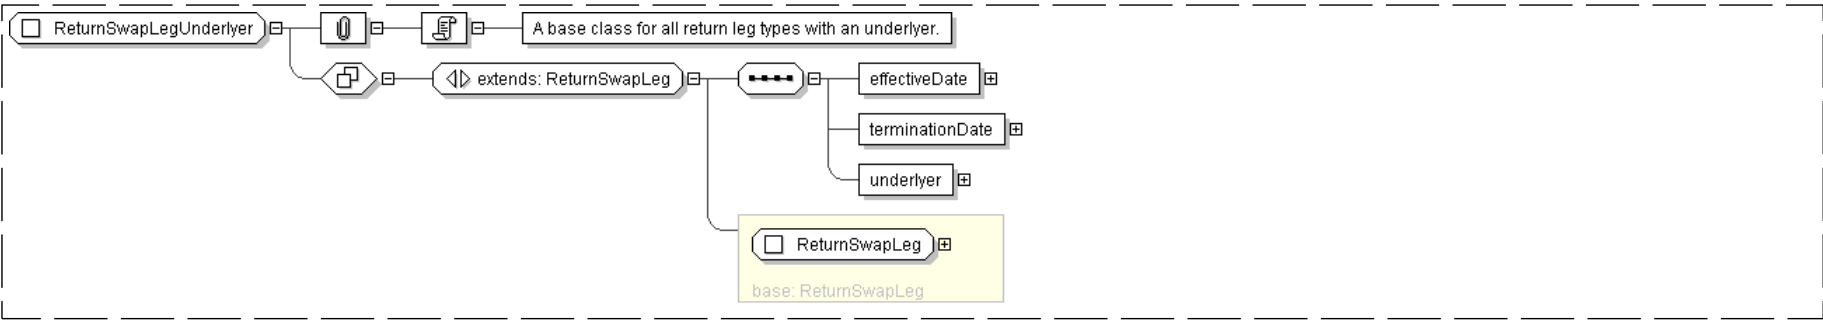 ReturnSwapLegUnderlyer
A base class for all return leg types with an underlyer.
extends: ReturnSwapLeg
effectiveDate
terminationDate
underlyer
ReturnSwapLeg
base: ReturnSwapLeg